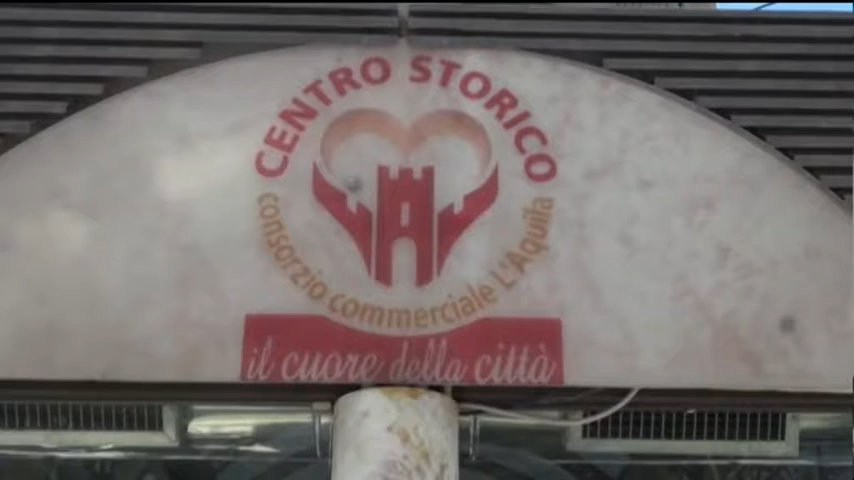 CENTRO STORICO
consorzio commerciale L'Aquila
il cuore della città